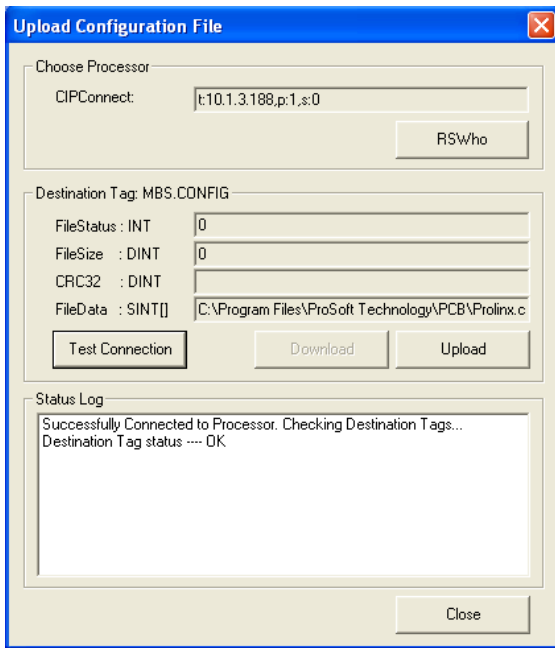 Upload Configuration File
Choose Processor
CIPConnect: t:10.1.3.188,p:1,s:0
RSWho
Destination Tag: MBS.CONFIG
FileStatus : INT 0
FileSize : DINT 0
CRC32 : DINT
FileData : SINT[] C:\Program Files\ProSoft Technology\PCB\Prolinx.c
Test Connection Download Upload
Status Log
Successfully Connected to Processor. Checking Destination Tags...
Destination Tag status ---- OK
Close